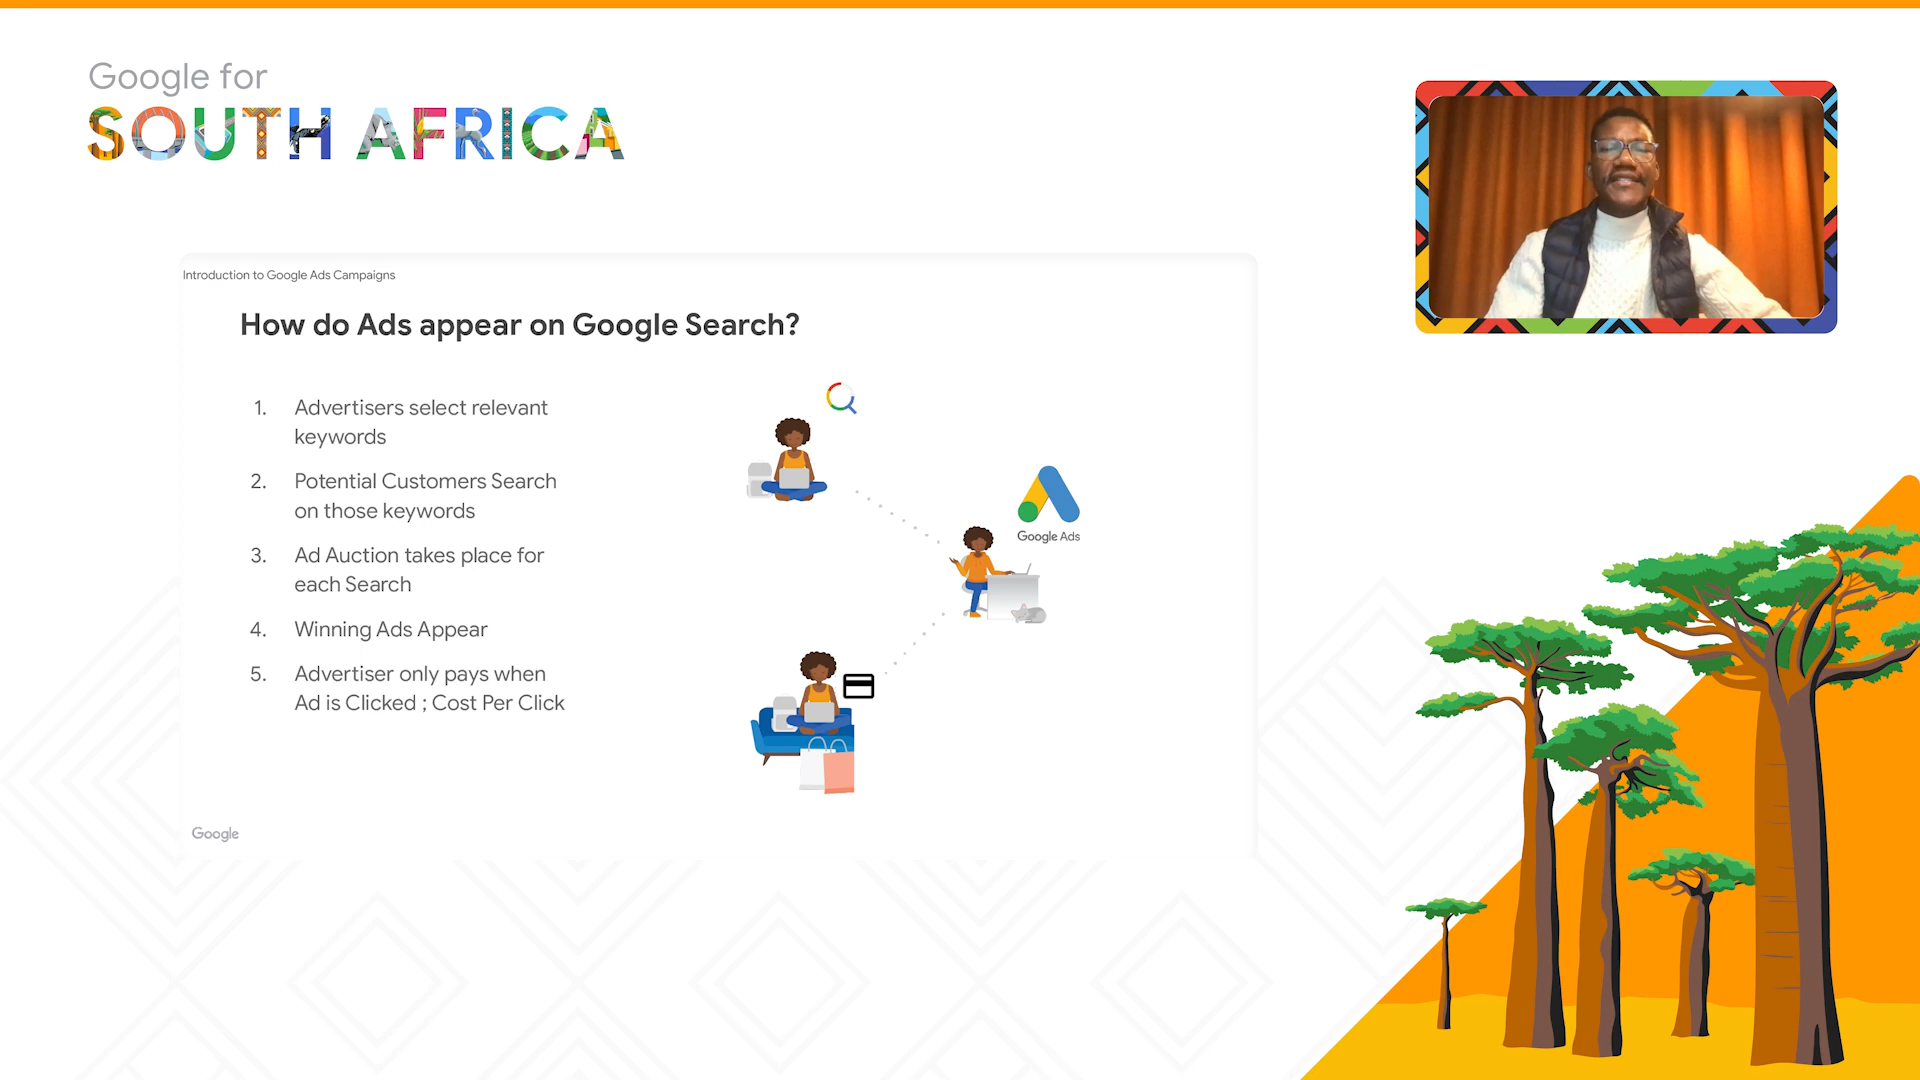 Google for
SOUTH AFRICA
Introduction to Google Ads Campaigns
How do Ads appear on Google Search?
1. Advertisers select relevant
keywords
2. Potential Customers Search
on those keywords
3. Ad Auction takes place for
each Search
4. Winning Ads Appear
5. Advertiser only pays when
Ad is Clicked ; Cost Per Click
Google Ads
Google